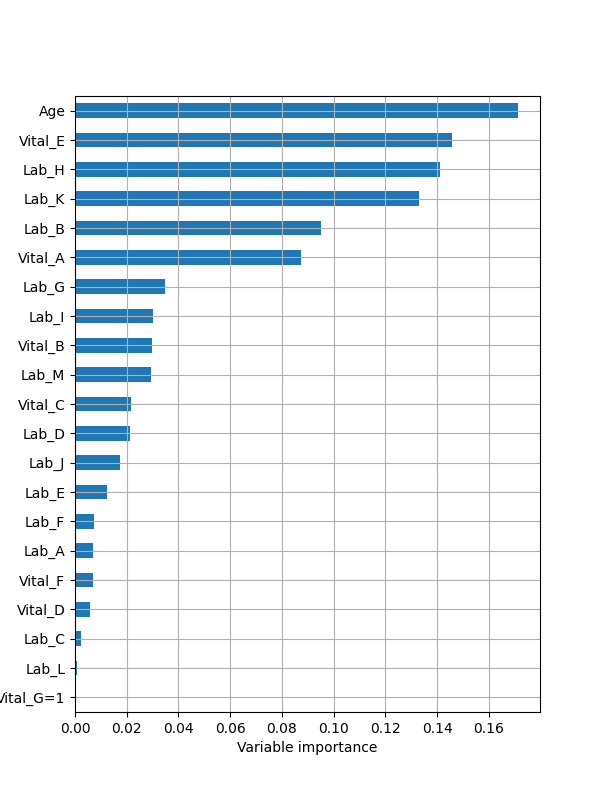 Age
Vital_E
Lab_H
Lab_K
Lab_B
Vital_A
Lab_G
Lab_I
Vital_B
Lab_M
Vital_C
Lab_D
Lab_J
Lab_E
Lab_F
Lab_A
Vital_F
Vital_D
Lab_C
Lab_L
Vital_G=1
0.00 0.02 0.04 0.06 0.08 0.10 0.12 0.14 0.16
Variable importance